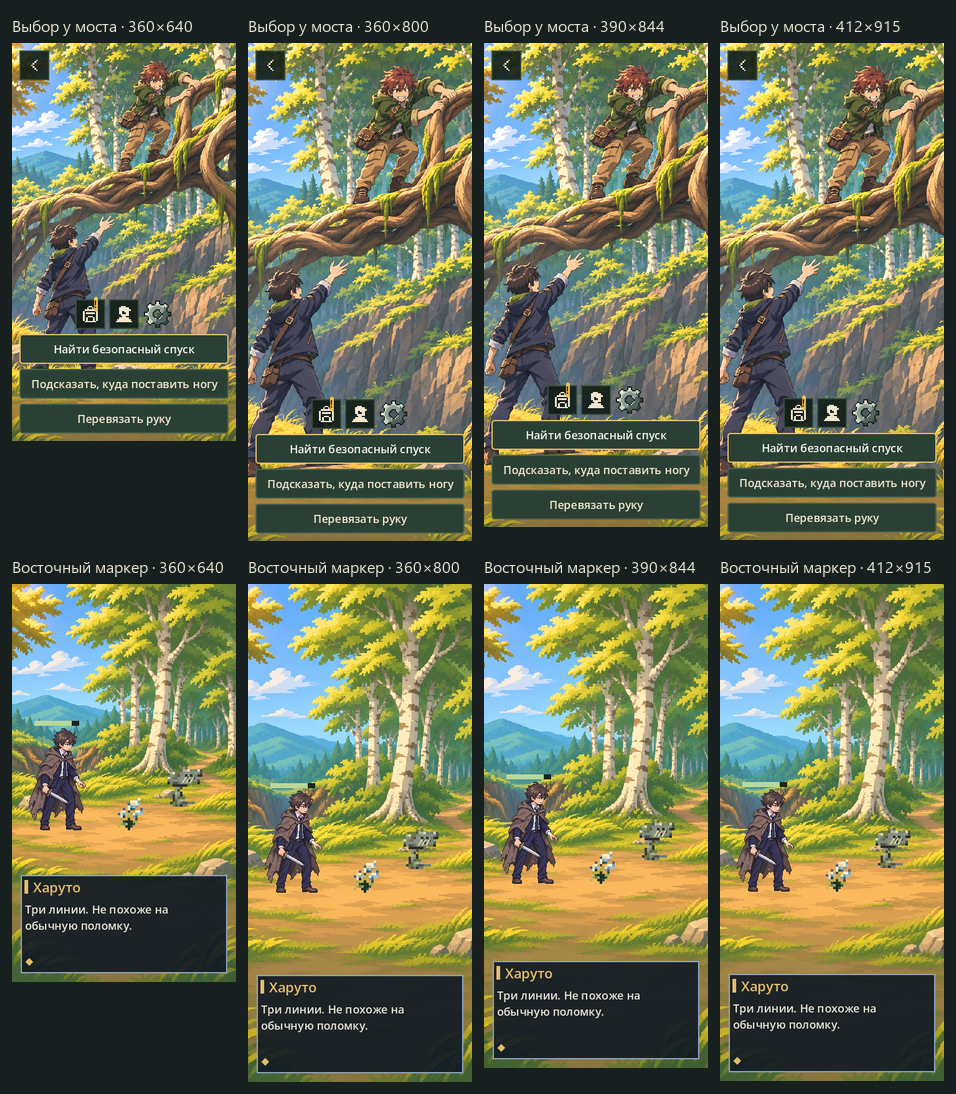 Выбор у моста · 360×640
Выбор у моста · 360×800
Выбор у моста · 390×844
Выбор у моста · 412×915
Найти безопасный спуск
Подсказать, куда поставить ногу
Перевязать руку
Найти безопасный спуск
Подсказать, куда поставить ногу
Перевязать руку
Найти безопасный спуск
Подсказать, куда поставить ногу
Перевязать руку
Найти безопасный спуск
Подсказать, куда поставить ногу
Перевязать руку
Восточный маркер · 360×640
Восточный маркер · 360×800
Восточный маркер · 390×844
Восточный маркер · 412×915
Харуто
Три линии. Не похоже на
обычную поломку.
Харуто
Три линии. Не похоже на
обычную поломку.
Харуто
Три линии. Не похоже на
обычную поломку.
Харуто
Три линии. Не похоже на
обычную поломку.